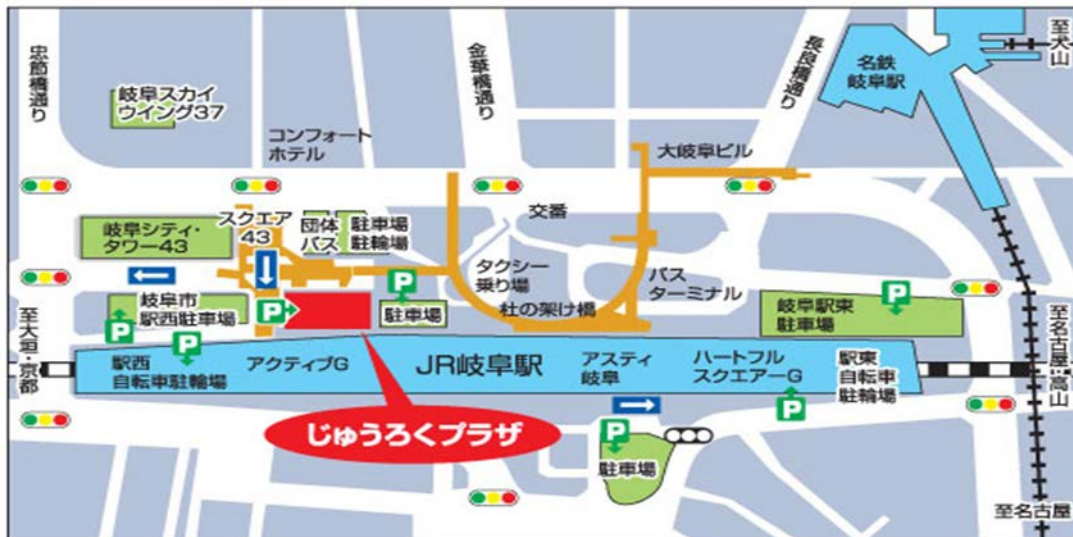 忠節橋通り
金華橋通り
長良橋通り
名鉄
岐阜駅
至犬山
岐阜スカイ
ウイング37
コンフォート
ホテル
大岐阜ビル
岐阜シティ・
タワー43
スクエア
43
団体
バス
駐車場
駐輪場
交番
タクシー
乗り場
バス
ターミナル
杜の架け橋
P
駐車場
岐阜市
駅西駐車場
P
P
P
岐阜駅東
駐車場
P
至大垣・京都
駅西
自転車駐輪場
P
アクティブG
JR岐阜駅
アスティ
岐阜
ハートフル
スクエアーG
P
駅東
自転車
駐輪場
至名古屋・高山
じゅうろくプラザ
P
駐車場
至名古屋